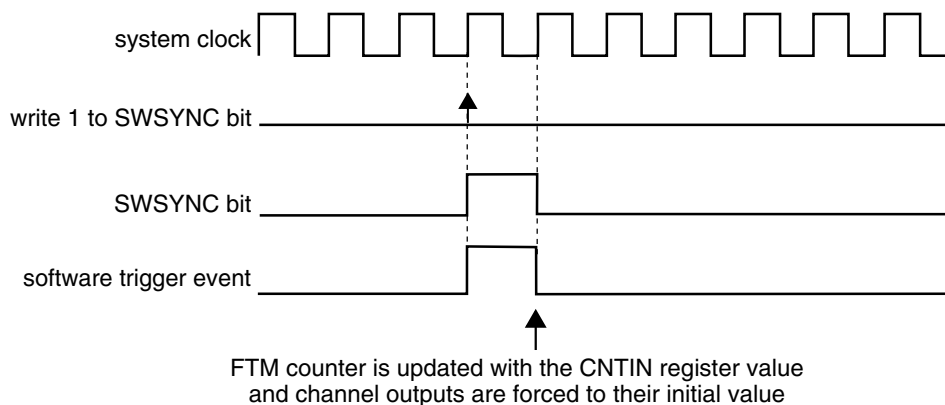 system clock
write 1 to SWSYNC bit
SWSYNC bit
software trigger event
FTM counter is updated with the CNTIN register value
and channel outputs are forced to their initial value